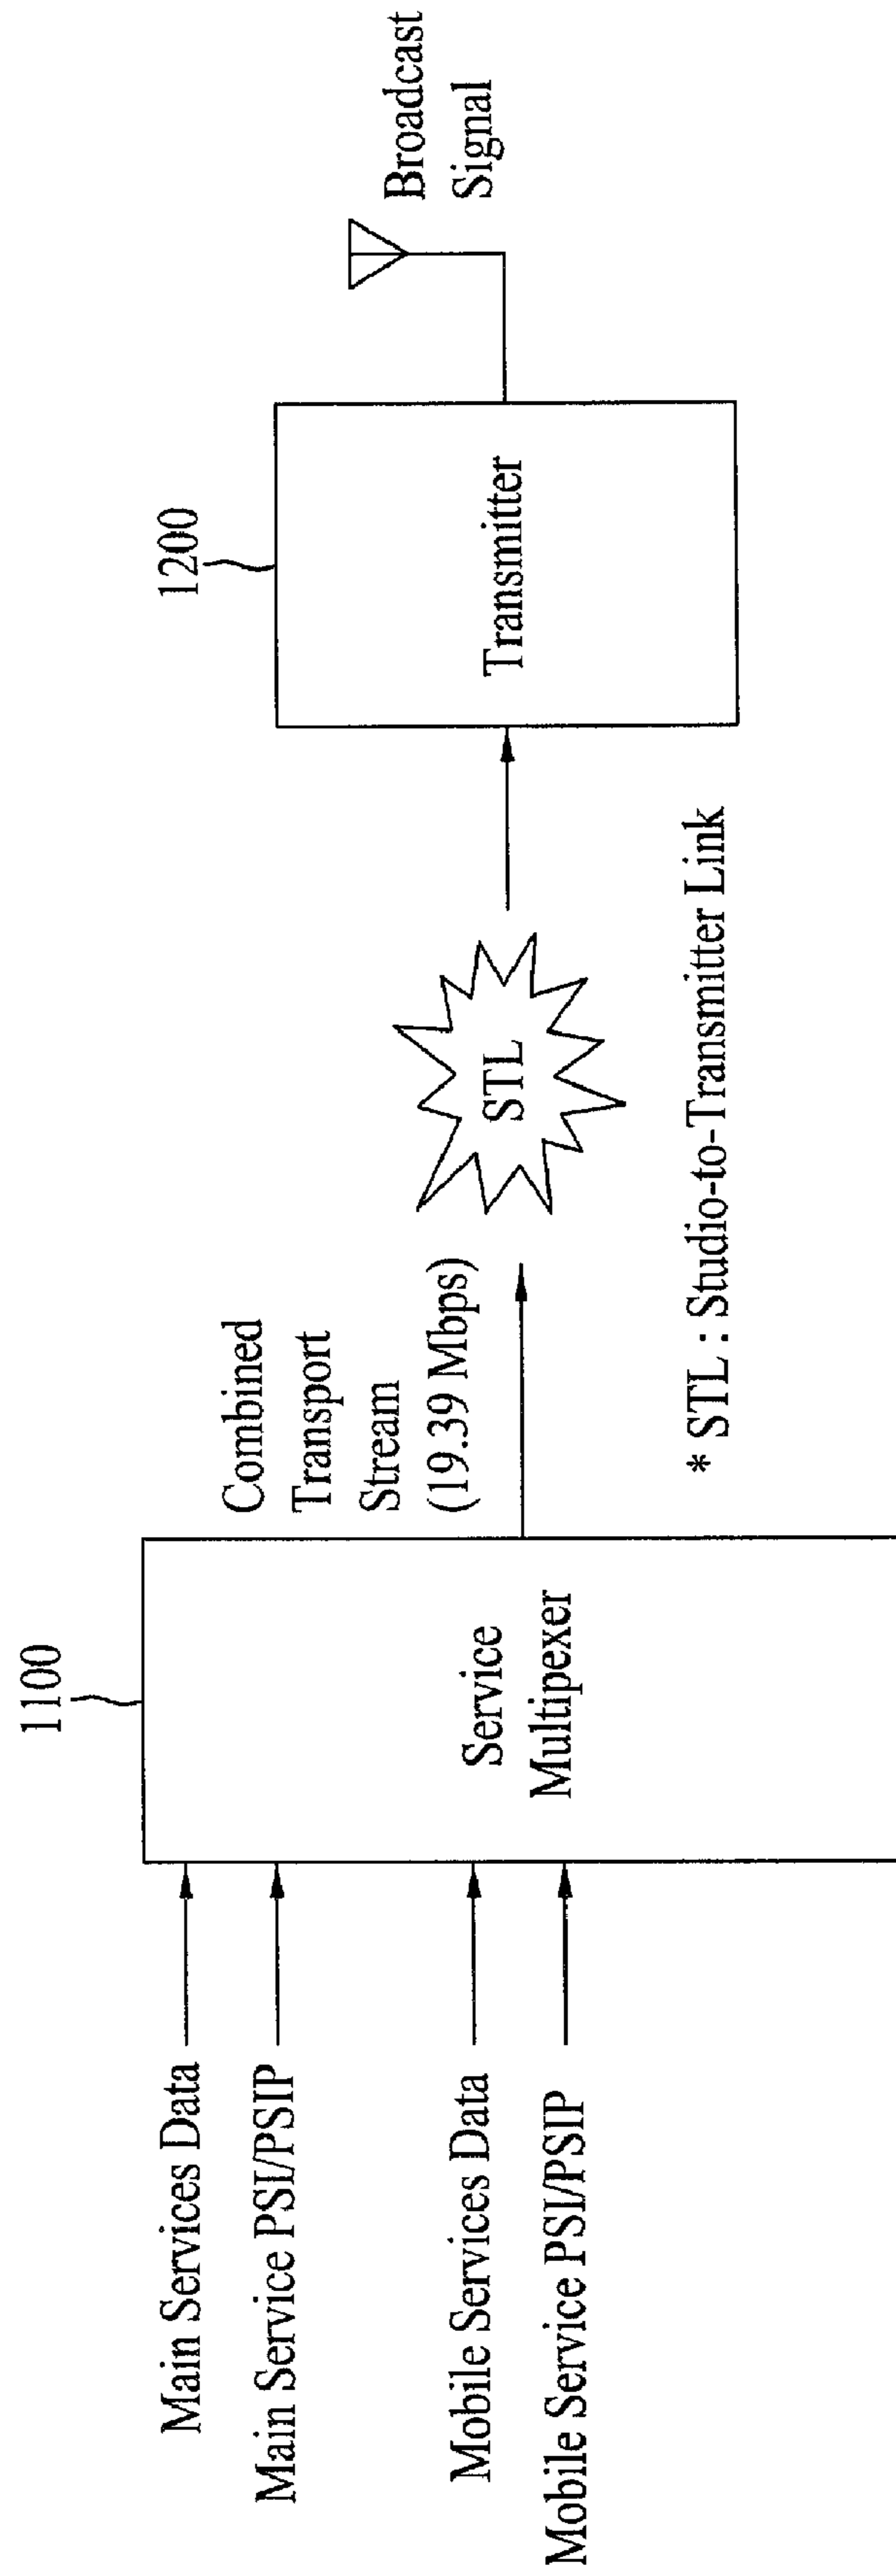 Main Services Data
Main Service PSI/PSIP
Mobile Services Data
Mobile Service PSI/PSIP
1100
Service
Multipexer
Combined
Transport
Stream
(19.39 Mbps)
STL
* STL : Studio-to-Transmitter Link
1200
Transmitter
Broadcast
Signal